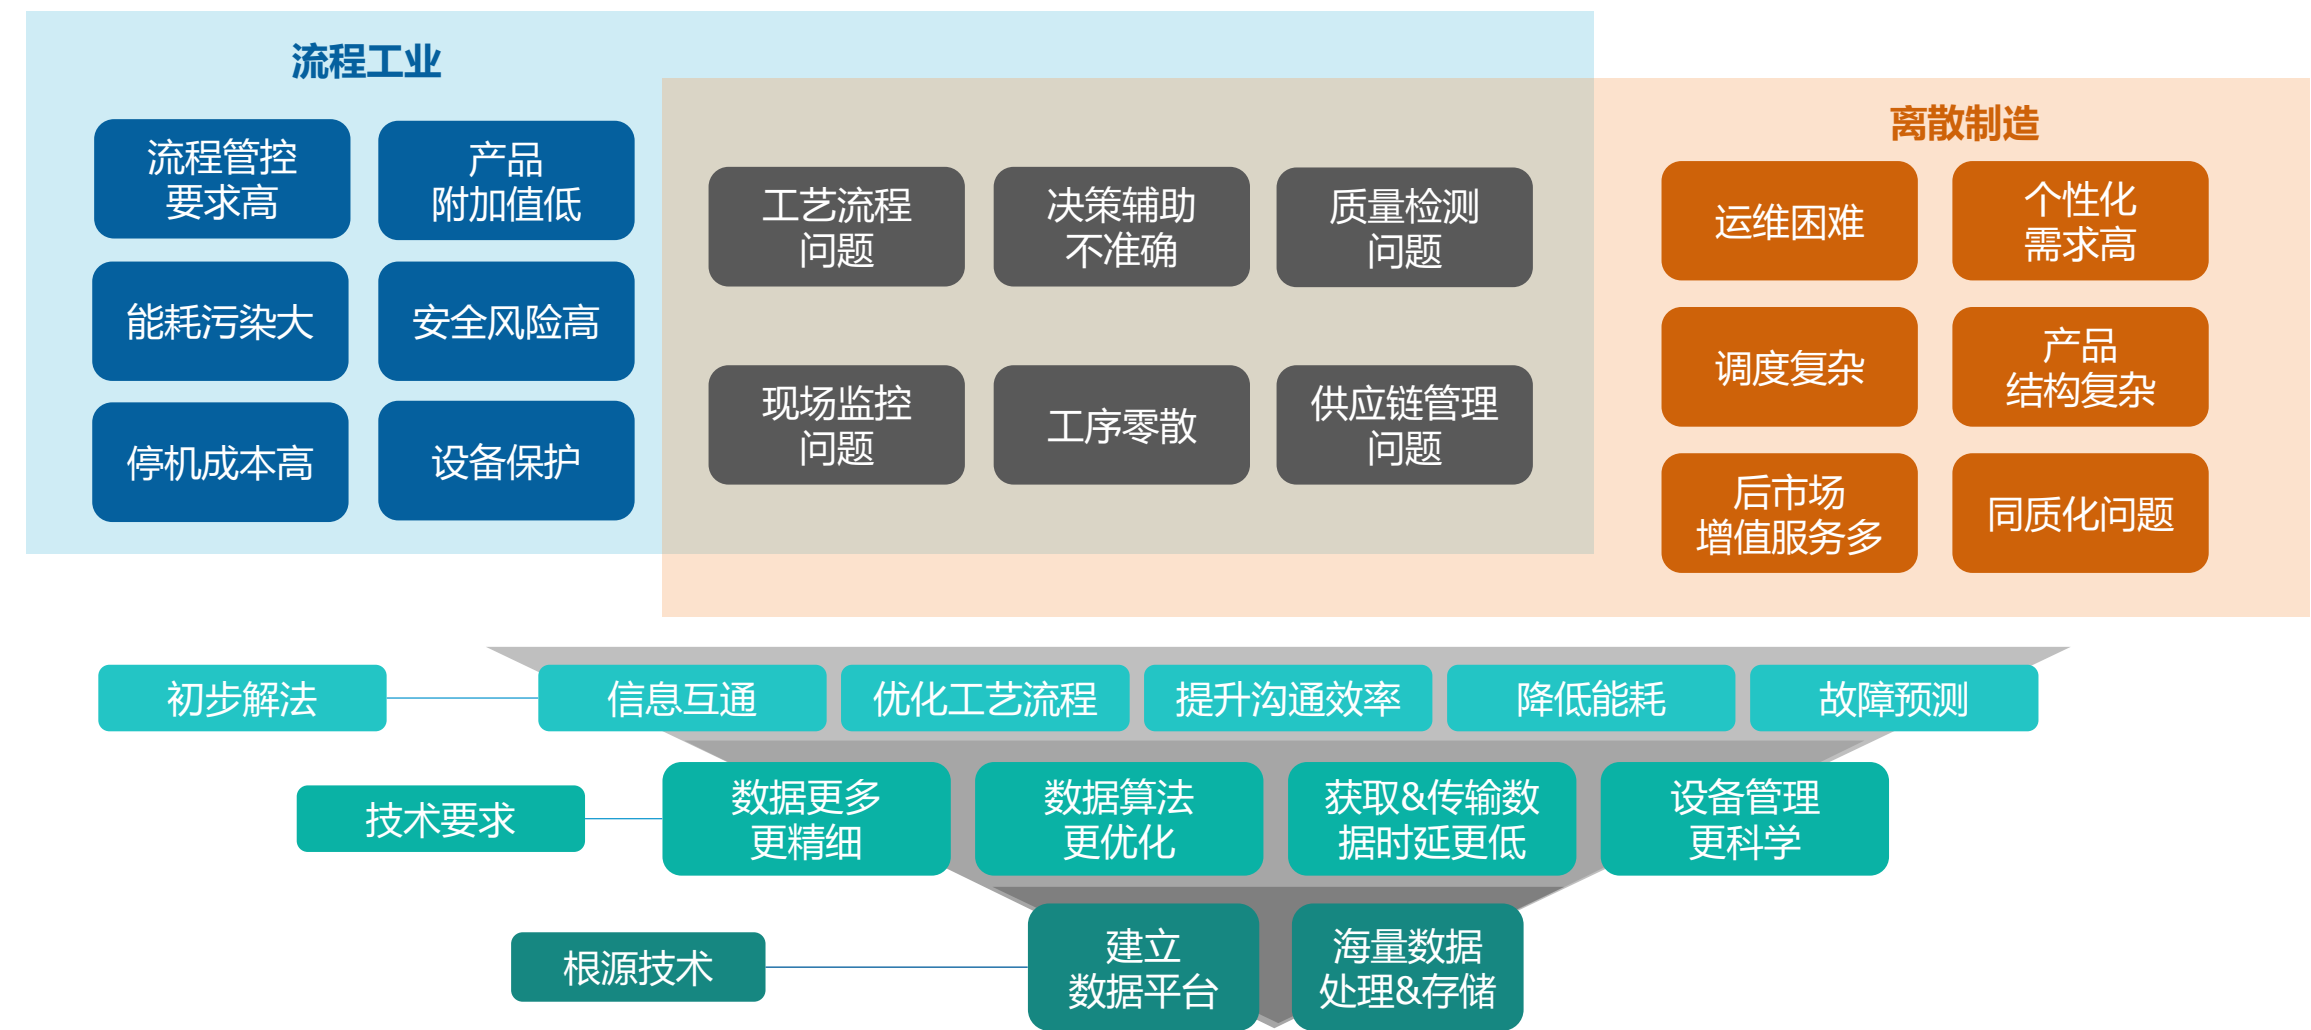 流程工业
流程管控
要求高
产品
附加值低
能耗污染大
安全风险高
停机成本高
设备保护
工艺流程
问题
决策辅助
不准确
质量检测
问题
现场监控
问题
工序零散
供应链管理
问题
离散制造
运维困难
个性化
需求高
调度复杂
产品
结构复杂
后市场
增值服务多
同质化问题
初步解法
信息互通
优化工艺流程
提升沟通效率
降低能耗
故障预测
技术要求
数据更多
更精细
数据算法
更优化
获取&传输数
据时延更低
设备管理
更科学
根源技术
建立
数据平台
海量数据
处理&存储